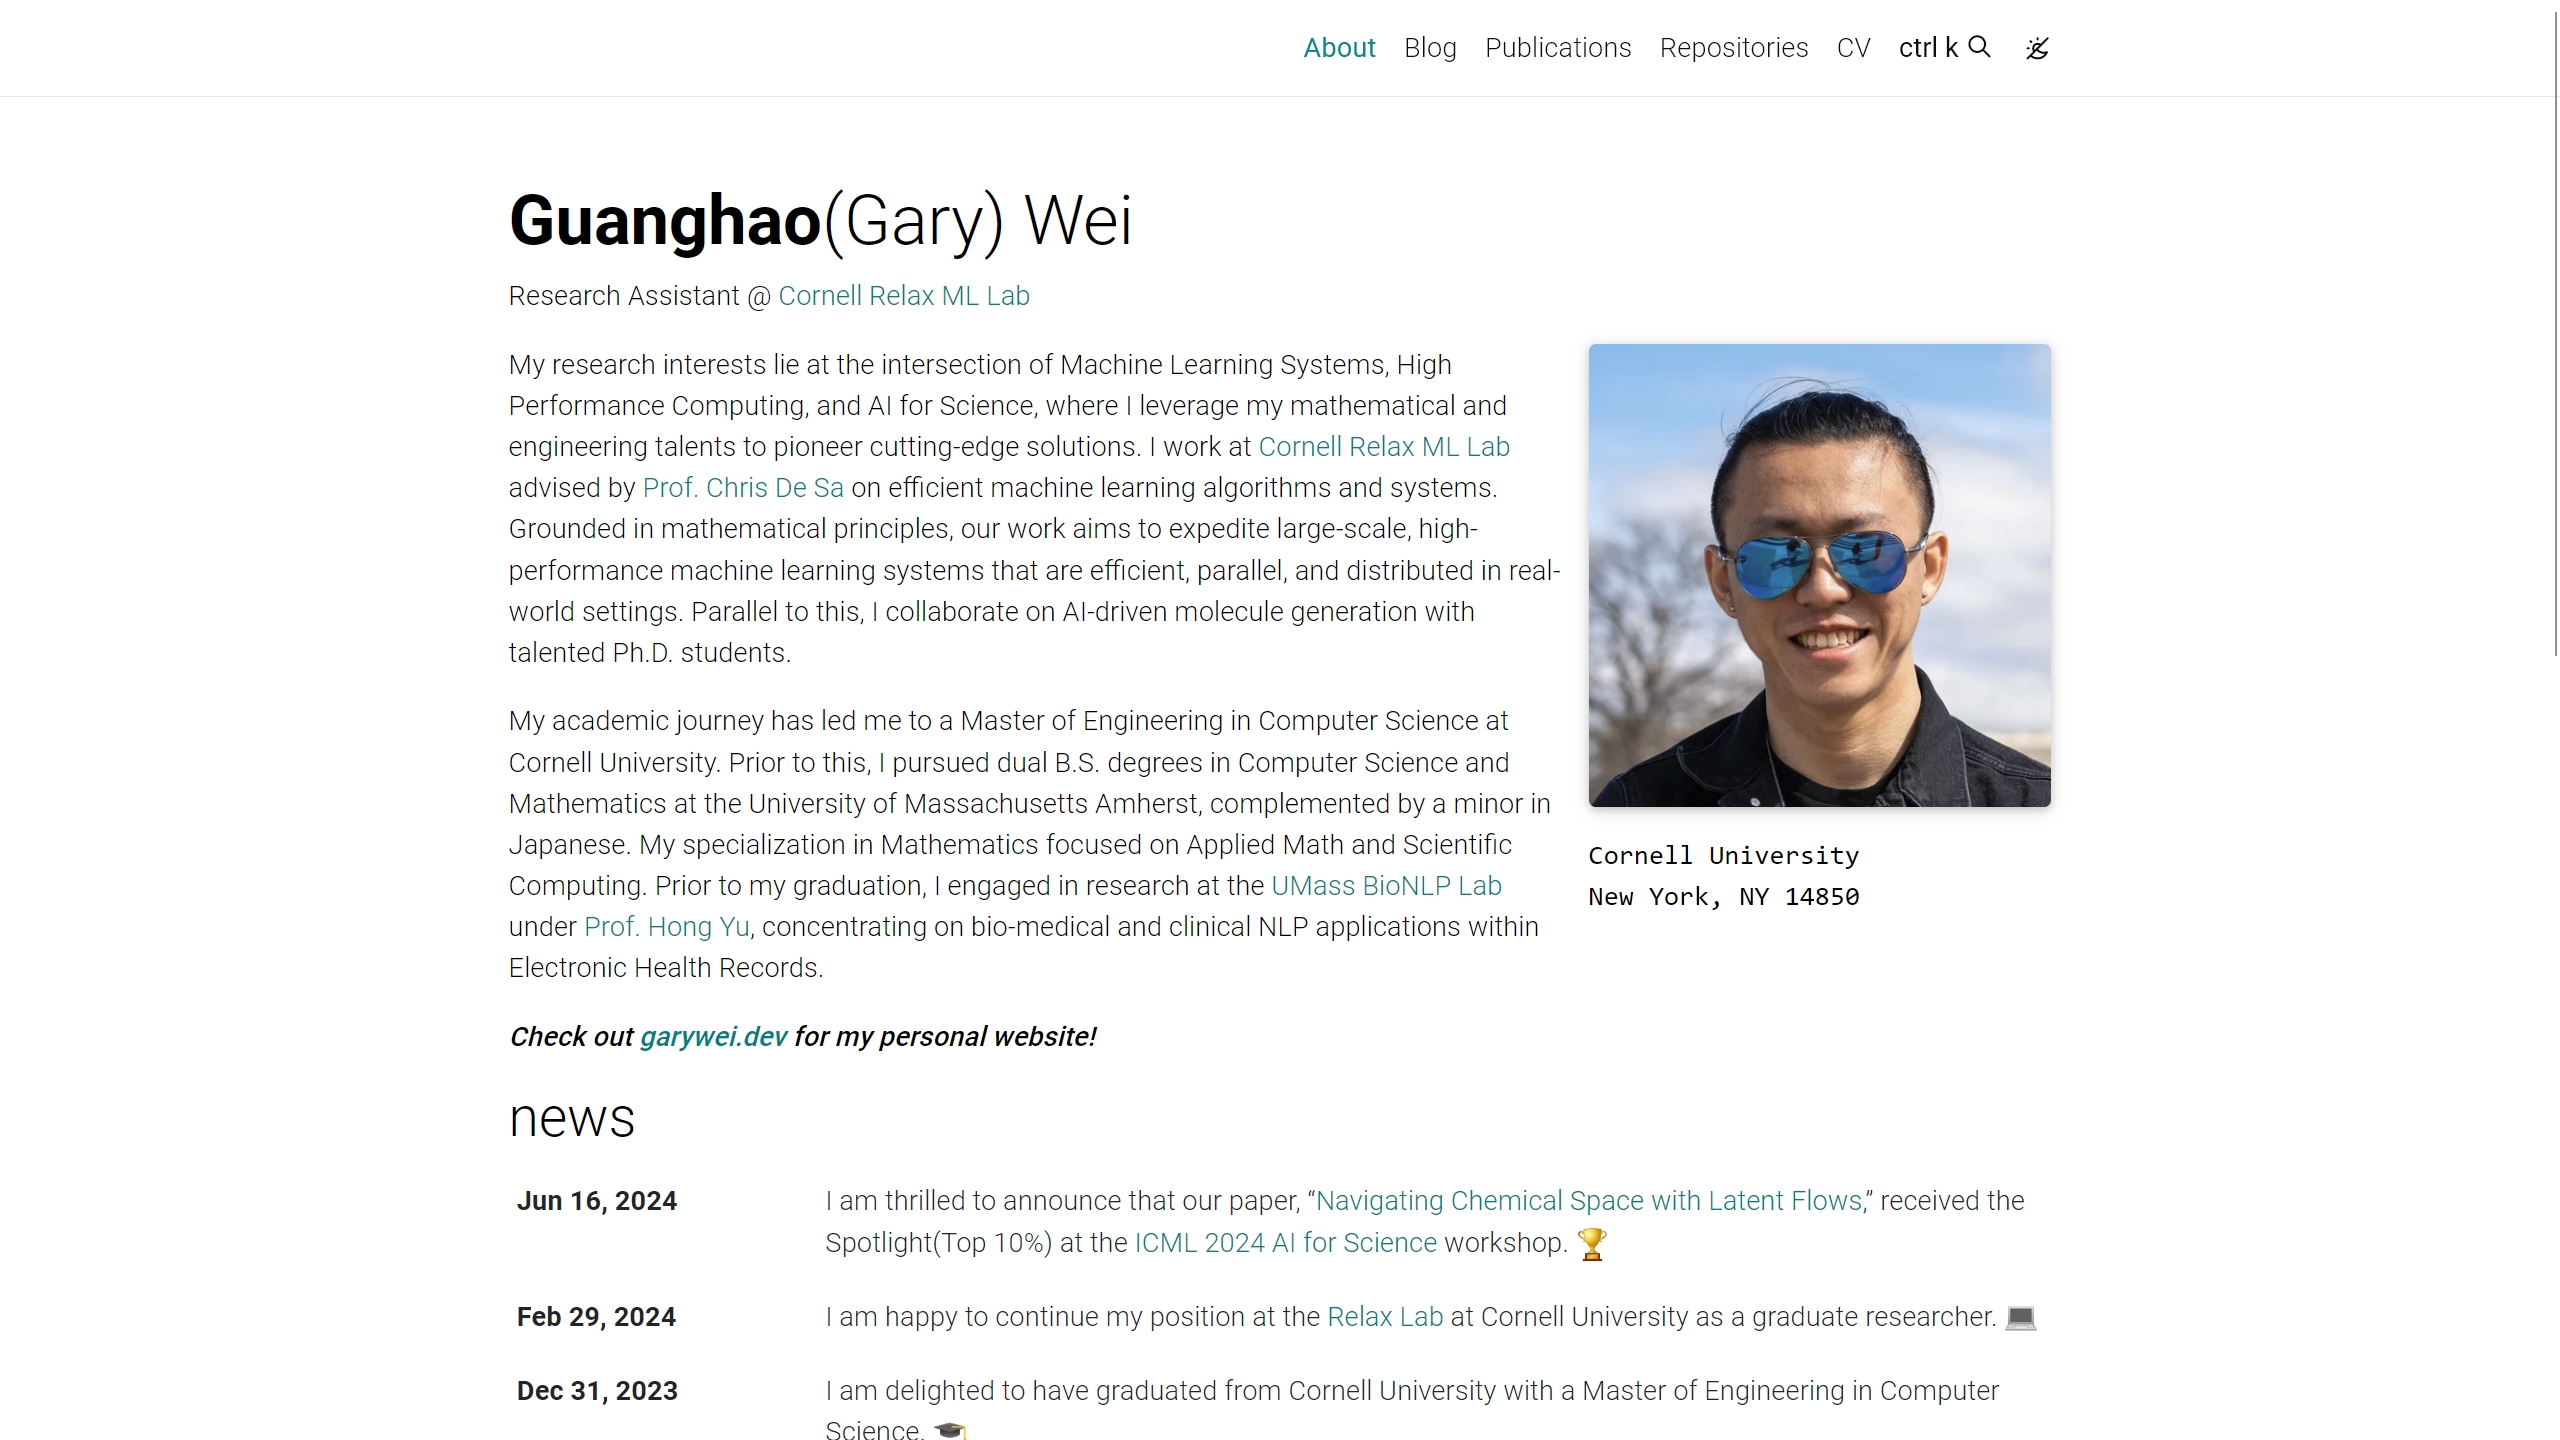 About Blog Publications Repositories CV ctrl k
Guanghao(Gary) Wei
Research Assistant @ Cornell Relax ML Lab
My research interests lie at the intersection of Machine Learning Systems, High
Performance Computing, and AI for Science, where I leverage my mathematical and
engineering talents to pioneer cutting-edge solutions. I work at Cornell Relax ML Lab
advised by Prof. Chris De Sa on efficient machine learning algorithms and systems.
Grounded in mathematical principles, our work aims to expedite large-scale, high-
performance machine learning systems that are efficient, parallel, and distributed in real-
world settings. Parallel to this, I collaborate on AI-driven molecule generation with
talented Ph.D. students.
My academic journey has led me to a Master of Engineering in Computer Science at
Cornell University. Prior to this, I pursued dual B.S. degrees in Computer Science and
Mathematics at the University of Massachusetts Amherst, complemented by a minor in
Japanese. My specialization in Mathematics focused on Applied Math and Scientific
Computing. Prior to my graduation, I engaged in research at the UMass BioNLP Lab
under Prof. Hong Yu, concentrating on bio-medical and clinical NLP applications within
Electronic Health Records.
Cornell University
New York, NY 14850
Check out garywei.dev for my personal website!
news
Jun 16, 2024 I am thrilled to announce that our paper, “Navigating Chemical Space with Latent Flows,” received the
Spotlight(Top 10%) at the ICML 2024 AI for Science workshop. 🏆
Feb 29, 2024 I am happy to continue my position at the Relax Lab at Cornell University as a graduate researcher. 💻
Dec 31, 2023 I am delighted to have graduated from Cornell University with a Master of Engineering in Computer
Science. 🎓